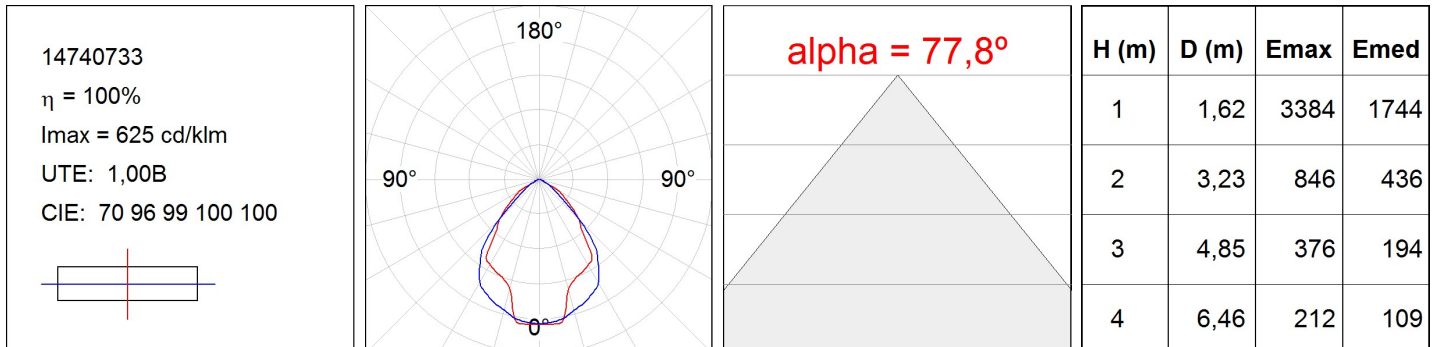 14740733
η = 100%
Imax = 625 cd/klm
UTE: 1,00B
CIE: 70 96 99 100 100
180°
90° 90°
0°
alpha = 77,8º
H (m) D (m) Emax Emed
1 1,62 3384 1744
2 3,23 846 436
3 4,85 376 194
4 6,46 212 109